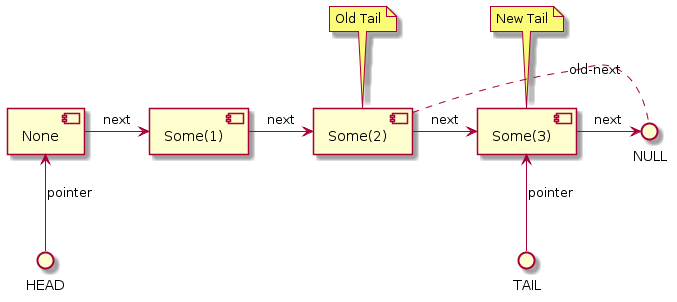 Old Tail
New Tail
old-next
None
next
Some(1)
next
Some(2)
next
Some(3)
next
NULL
pointer
pointer
HEAD
TAIL